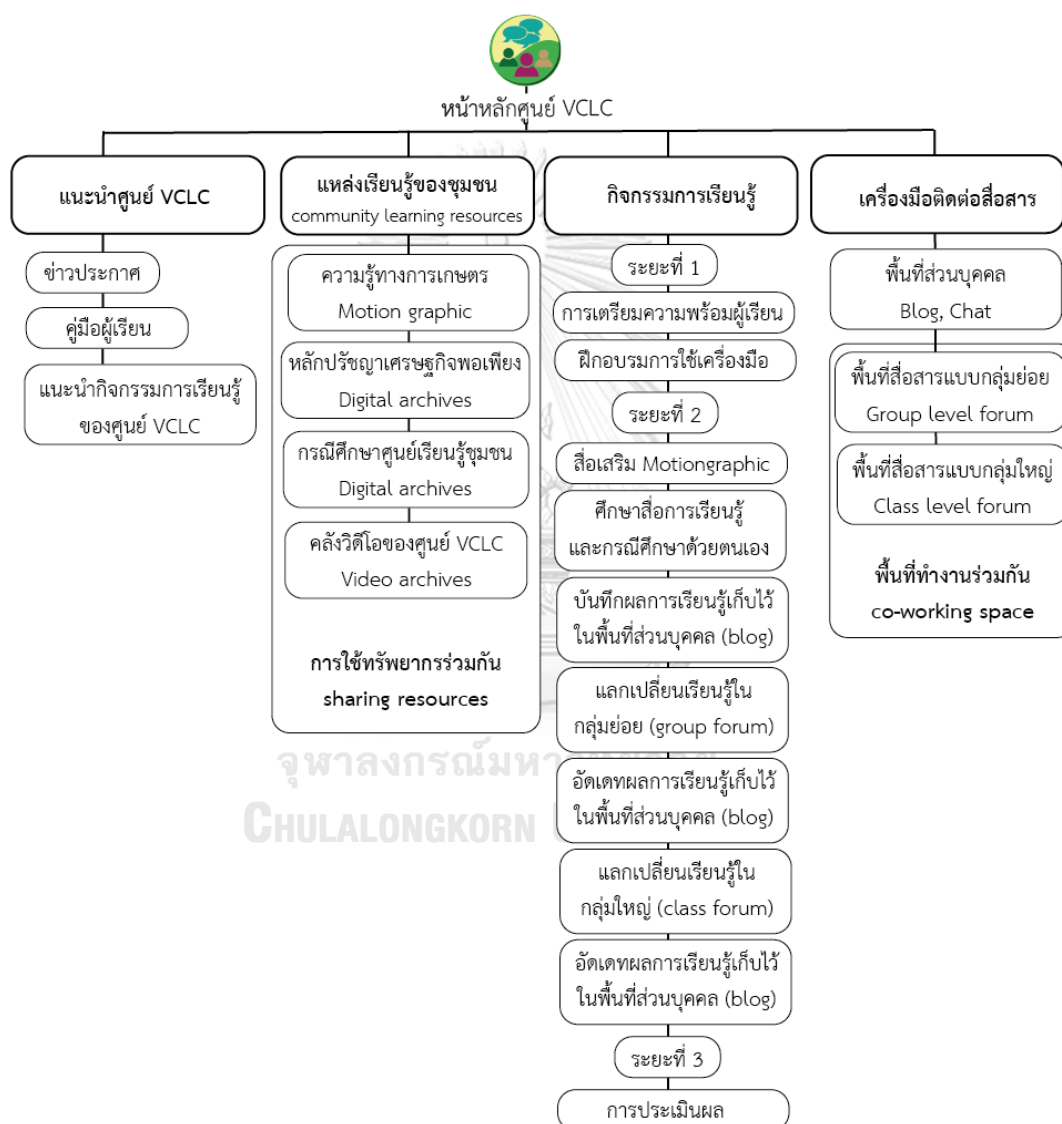 หน้าหลักศูนย์ VCLC
แนะนำศูนย์ VCLC
ข่าวประกาศ
คู่มือผู้เรียน
แนะนำกิจกรรมการเรียนรู้
ของศูนย์ VCLC
แหล่งเรียนรู้ของชุมชน
community learning resources
ความรู้ทางการเกษตร
Motion graphic
หลักปรัชญาเศรษฐกิจพอเพียง
Digital archives
กรณีศึกษาศูนย์เรียนรู้ชุมชน
Digital archives
คลังวิดีโอของศูนย์ VCLC
Video archives
การใช้ทรัพยากรร่วมกัน
sharing resources
กิจกรรมการเรียนรู้
ระยะที่ 1
การเตรียมความพร้อมผู้เรียน
ฝึกอบรมการใช้เครื่องมือ
ระยะที่ 2
สื่อเสริม Motiongraphic
ศึกษาสื่อการเรียนรู้
และกรณีศึกษาด้วยตนเอง
บันทึกผลการเรียนรู้เก็บไว้
ในพื้นที่ส่วนบุคคล (blog)
แลกเปลี่ยนเรียนรู้ใน
กลุ่มย่อย (group forum)
อัดเดทผลการเรียนรู้เก็บไว้
ในพื้นที่ส่วนบุคคล (blog)
แลกเปลี่ยนเรียนรู้ใน
กลุ่มใหญ่ (class forum)
อัดเดทผลการเรียนรู้เก็บไว้
ในพื้นที่ส่วนบุคคล (blog)
ระยะที่ 3
การประเมินผล
เครื่องมือติดต่อสื่อสาร
พื้นที่ส่วนบุคคล
Blog, Chat
พื้นที่สื่อสารแบบกลุ่มย่อย
Group level forum
พื้นที่สื่อสารแบบกลุ่มใหญ่
Class level forum
พื้นที่ทำงานร่วมกัน
co-working space
CHULALONGKORN